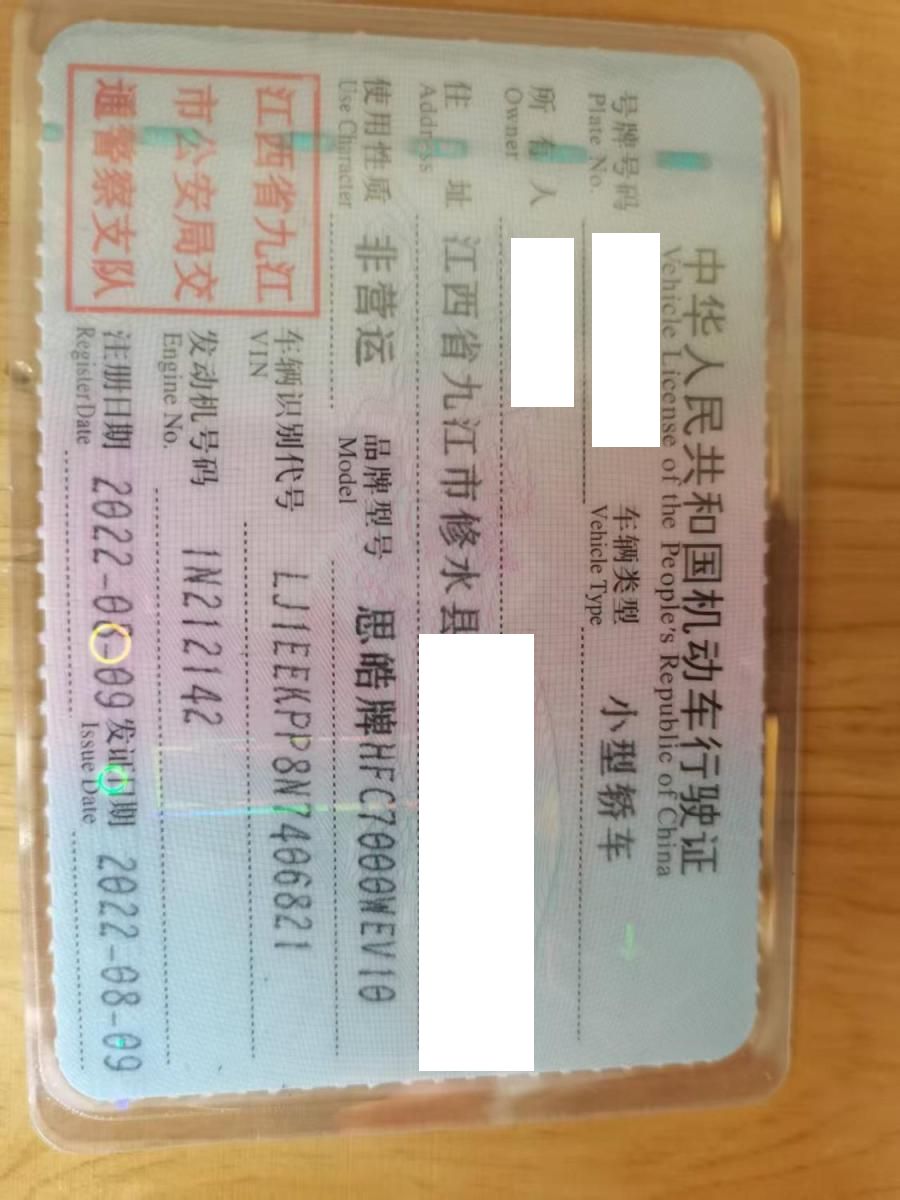 中华人民共和国机动车行驶证
Vehicle License of the People's Republic of China
号牌号码 车辆类型 小型轿车
Plate No. Vehicle Type
所有人
Owner
住址 江西省九江市修水县
Address
使用性质 非营运 品牌型号 思皓牌HFC7000WEV10
Use Character Model
江西省九江
市公安局交
通警察支队
车辆识别代号 LJ1EEKPP8N7406821
VIN
发动机号码 1N212142
Engine No.
注册日期 2022-08-09 发证日期 2022-08-09
Register Date Issue Date